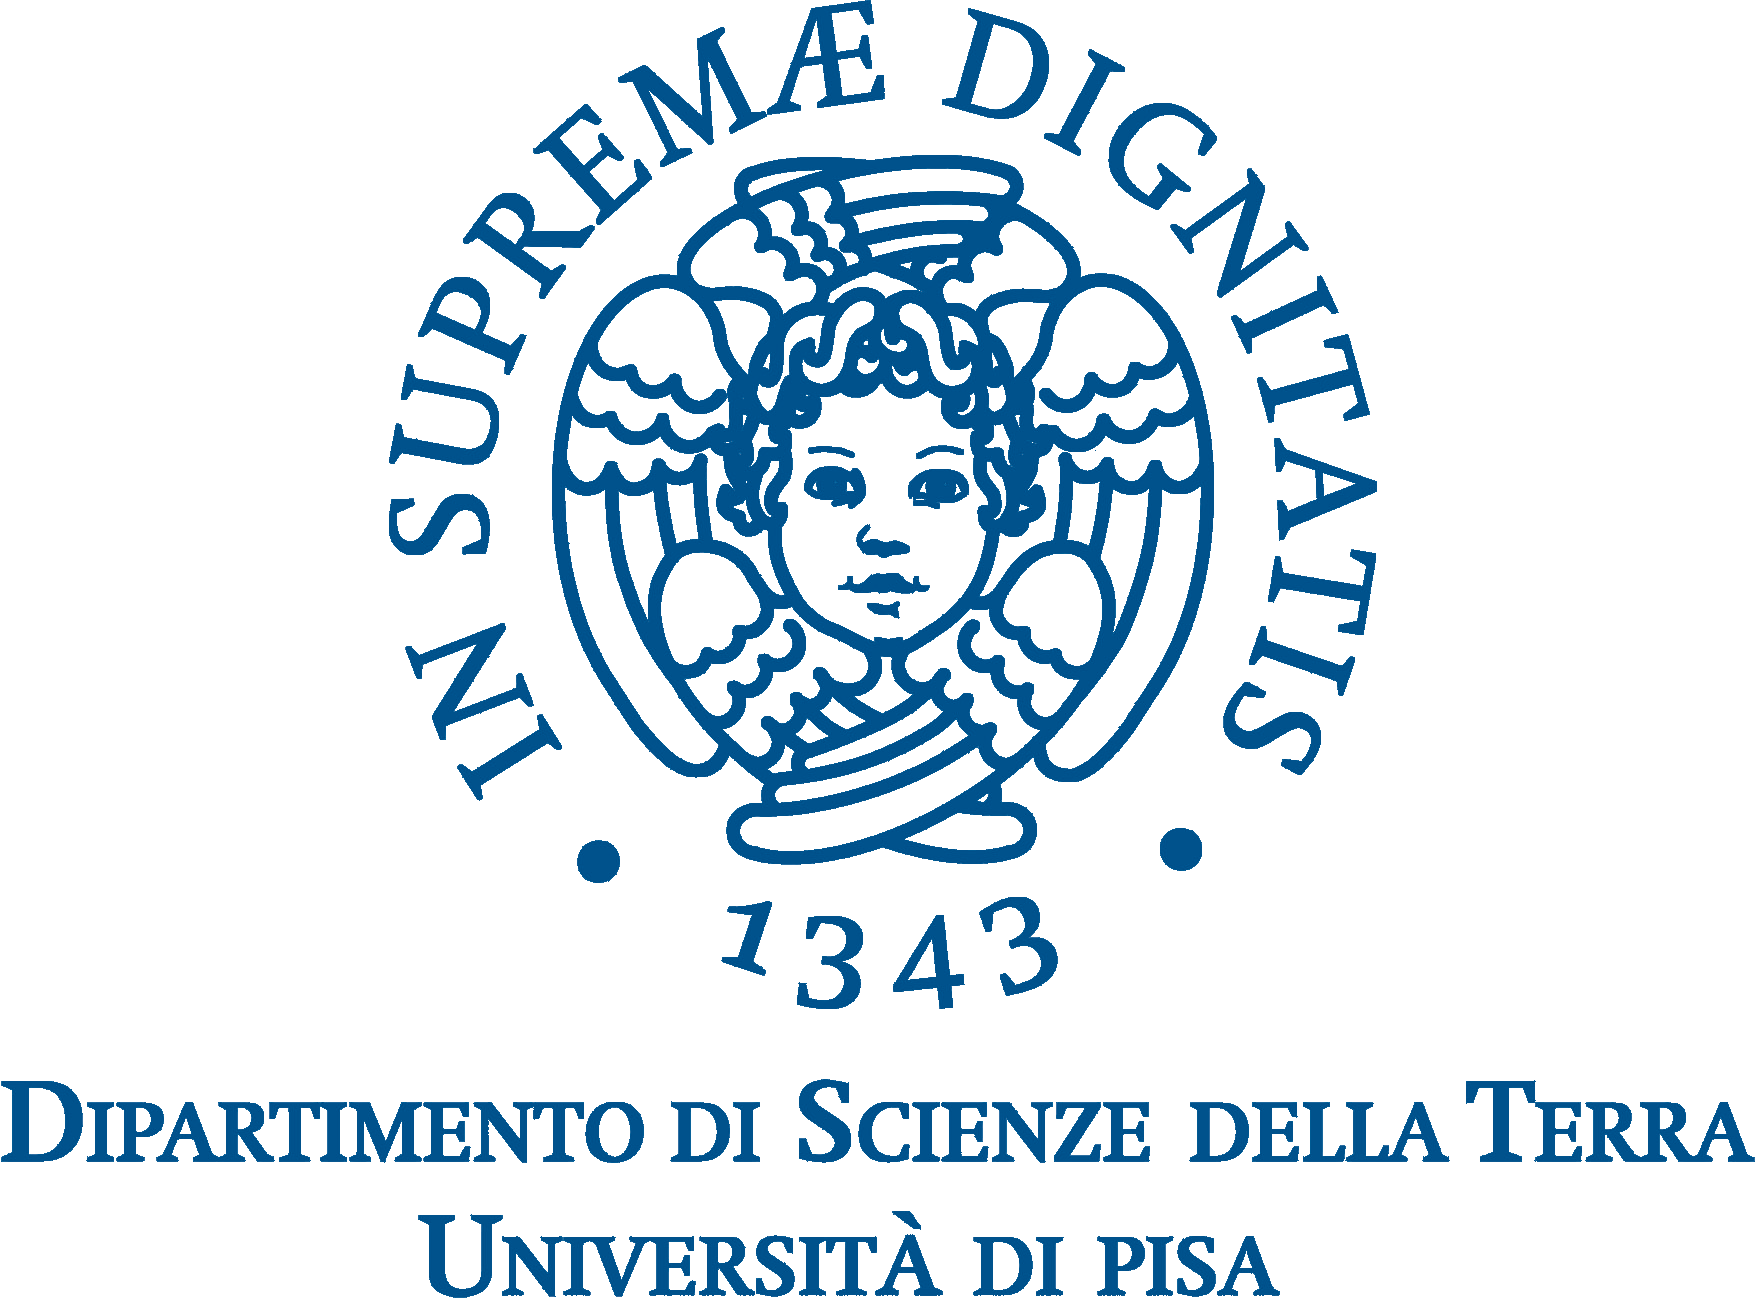 IN SUPREMÆ DIGNITATIS
1343
DIPARTIMENTO DI SCIENZE DELLA TERRA
UNIVERSITÀ DI PISA